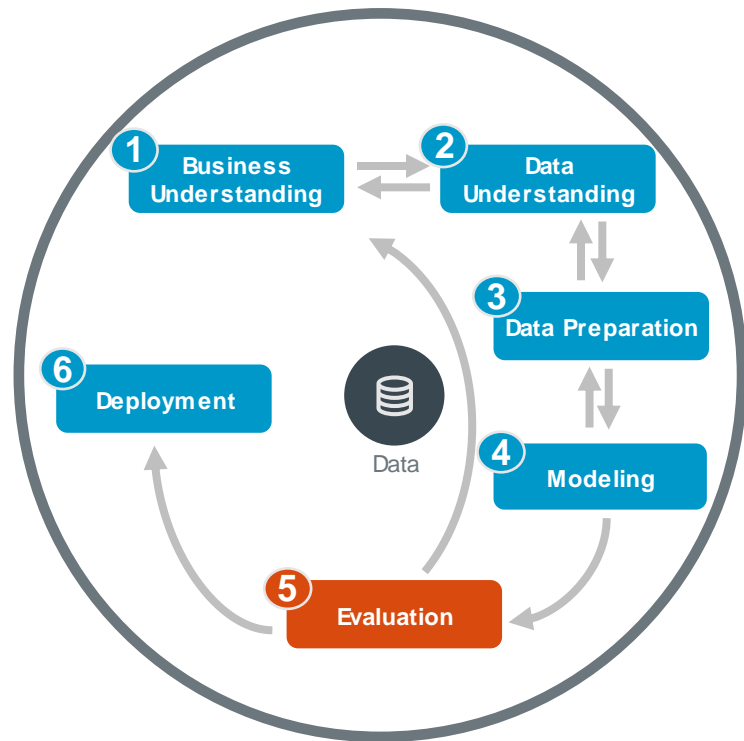 1
Business
Understanding
2
Data
Understanding
3
Data Preparation
6
Deployment
Data
4
Modeling
5
Evaluation